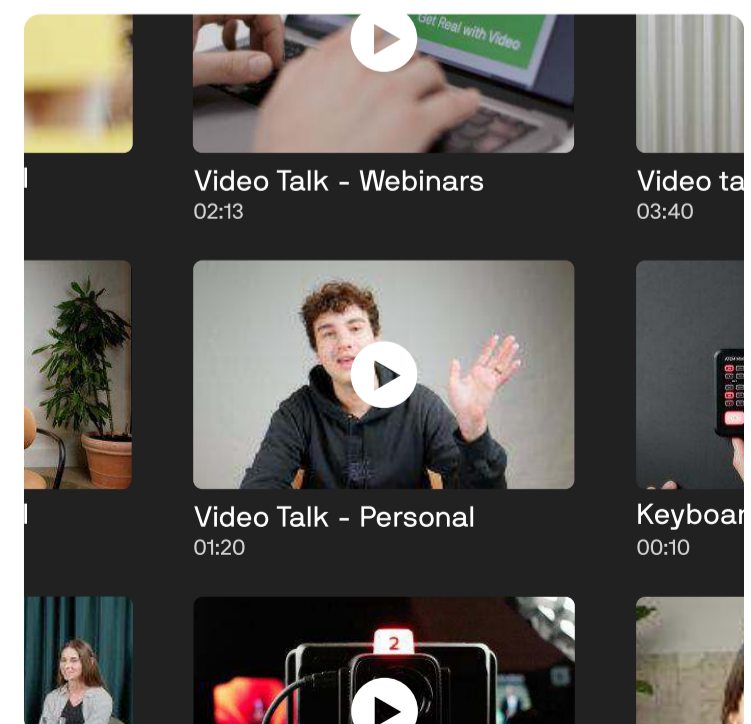 Get Real with Video
Video Talk - Webinars
02:13
Video ta
03:40
Video Talk - Personal
01:20
Keyboar
00:10
2